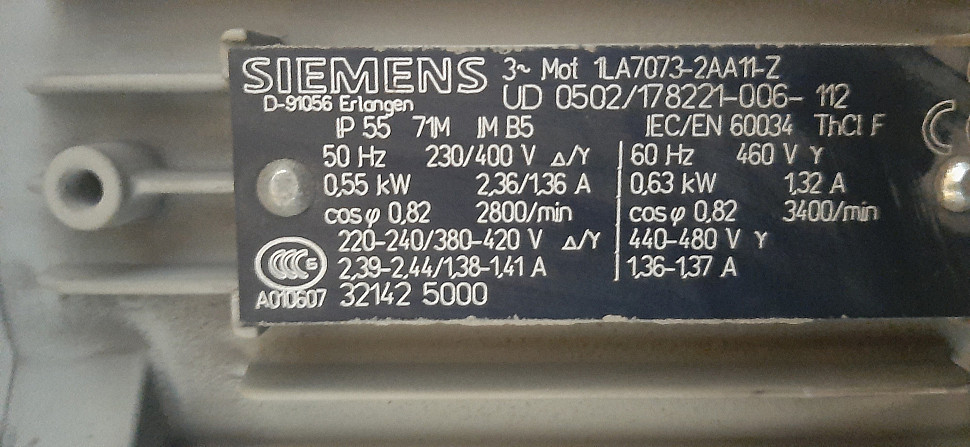 SIEMENS 3~ Mot 1LA7073-2AA11-Z
D-91056 Erlangen UD 0502/178221-006- 112
IP 55 71M IM B5 IEC/EN 60034 ThCl F
50 Hz 230/400 V Δ/Y 60 Hz 460 V Y
0,55 kW 2,36/1,36 A 0,63 kW 1,32 A
cos φ 0,82 2800/min cos φ 0,82 3400/min
220-240/380-420 V Δ/Y 440-480 V Y
2,39-2,44/1,38-1,41 A 1,36-1,37 A
CCC S
A010607 32142 5000